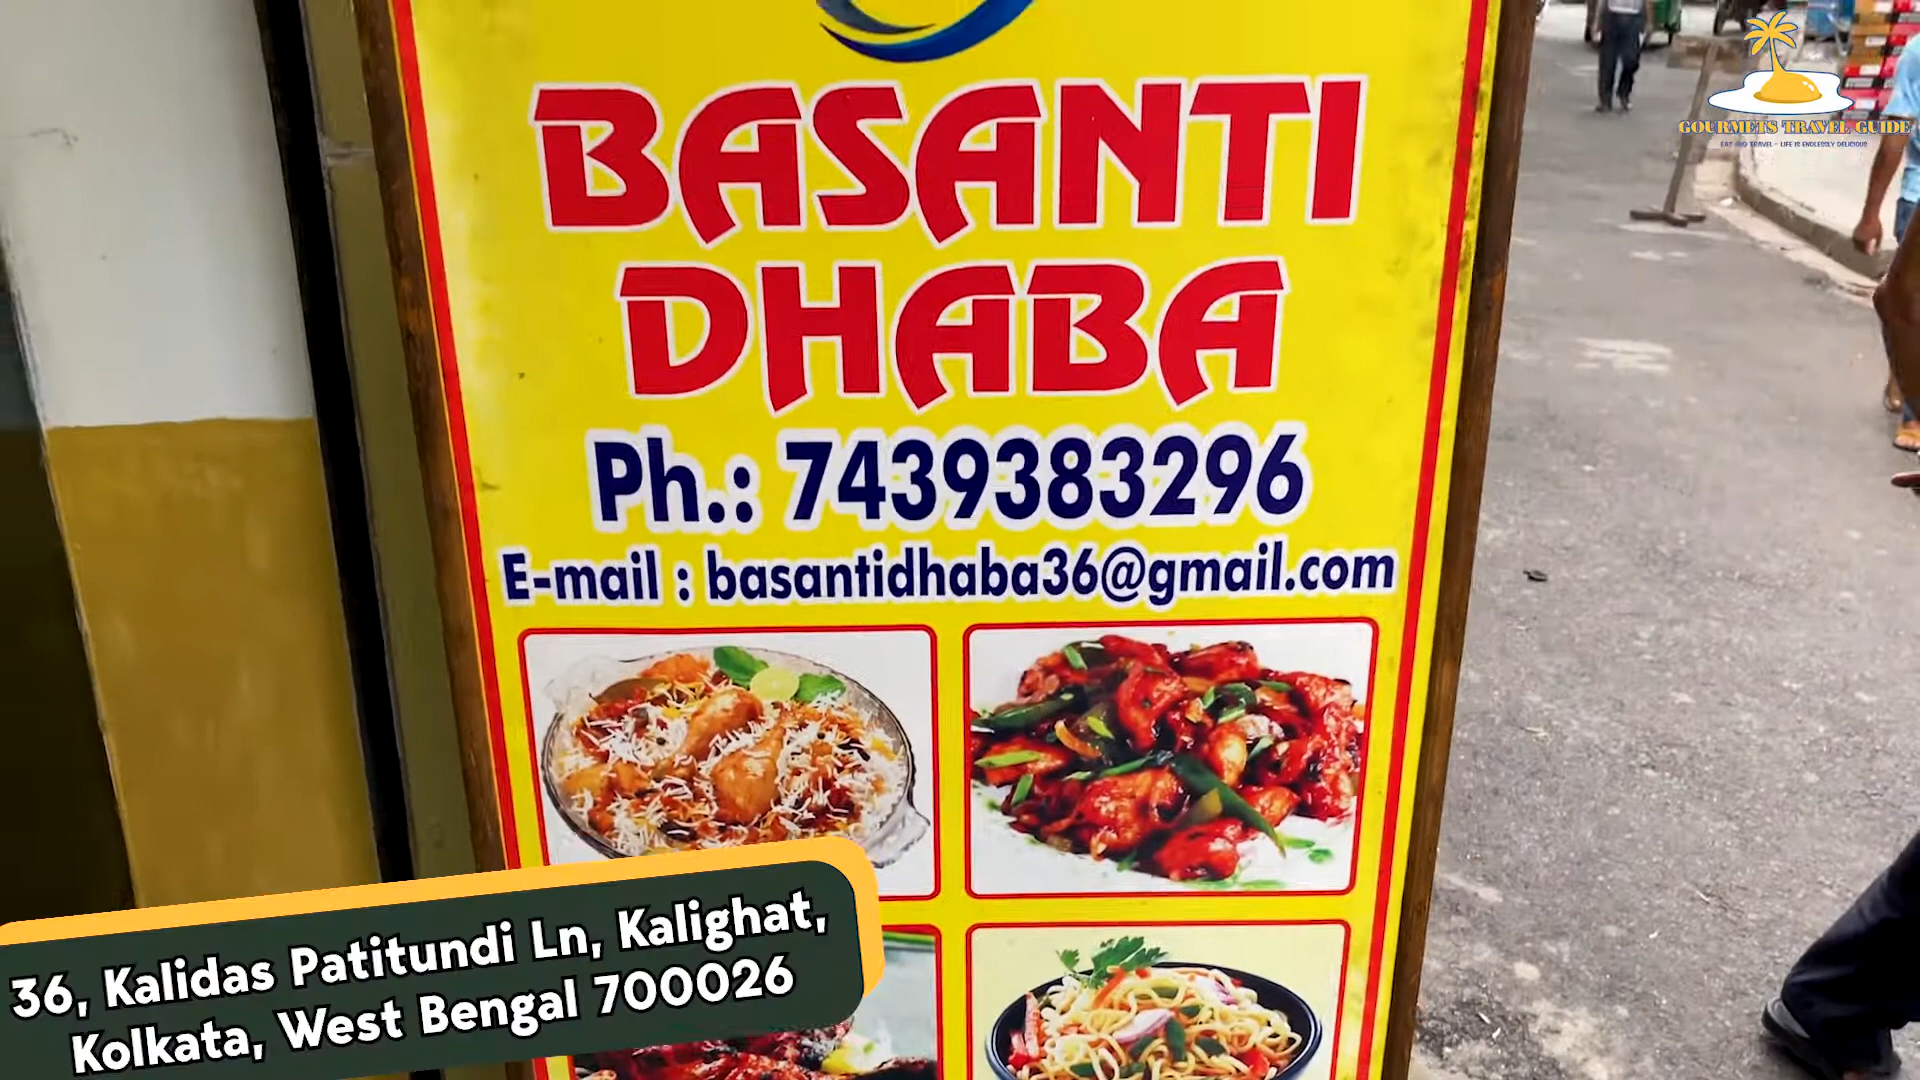 BASANTI
DHABA
Ph.: 7439383296
E-mail : basantidhaba36@gmail.com
36, Kalidas Patitundi Ln, Kalighat,
Kolkata, West Bengal 700026
GOURMETS TRAVEL GUIDE
EAT AND TRAVEL - LIFE IS ENDLESSLY DELICIOUS